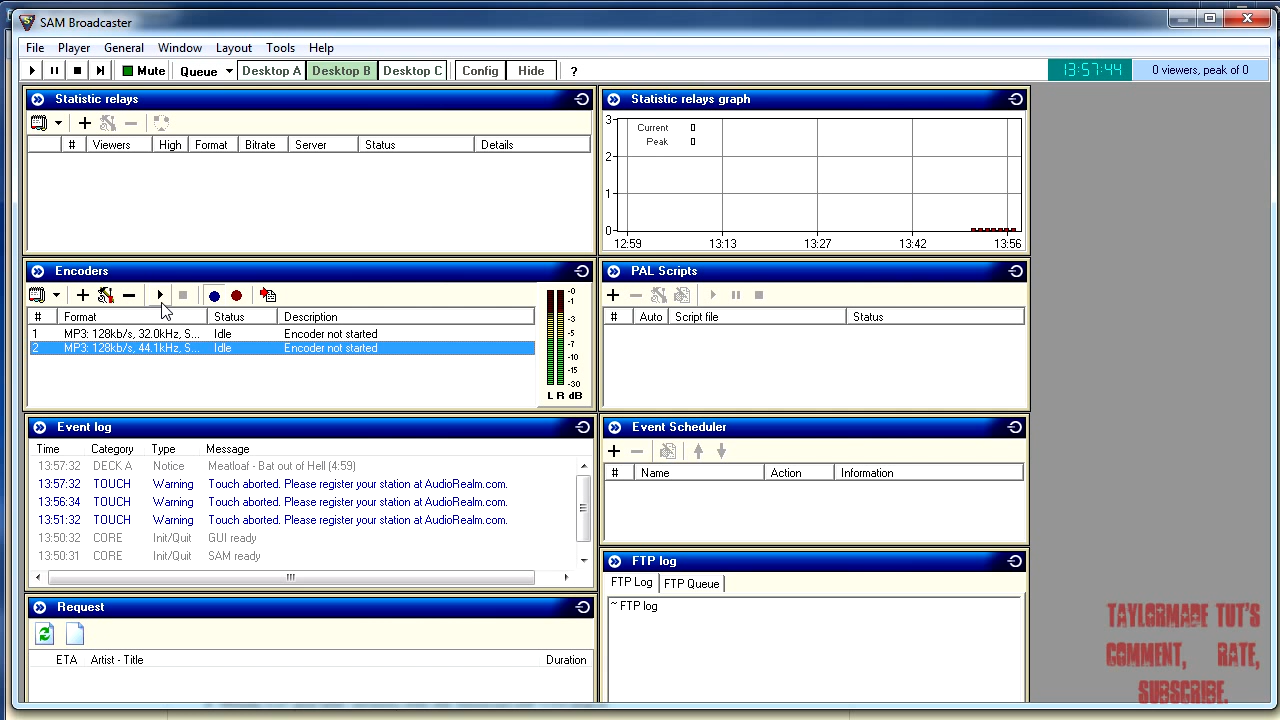 SAM Broadcaster
File Player General Window Layout Tools Help
Mute Queue Desktop A Desktop B Desktop C Config Hide ? 13:57:44 0 viewers, peak of 0
Statistic relays
# Viewers High Format Bitrate Server Status Details
Statistic relays graph
Current 0
Peak 0
3
2
1
0
12:59 13:13 13:27 13:42 13:56
Encoders
# Format Status Description
1 MP3: 128kb/s, 32.0kHz, S... Idle Encoder not started
2 MP3: 128kb/s, 44.1kHz, S... Idle Encoder not started
-0
-1
-3
-5
-7
-10
-15
-30
L R dB
PAL Scripts
# Auto Script file Status
Event log
Time Category Type Message
13:57:32 DECK A Notice Meatloaf - Bat out of Hell (4:59)
13:57:32 TOUCH Warning Touch aborted. Please register your station at AudioRealm.com.
13:56:34 TOUCH Warning Touch aborted. Please register your station at AudioRealm.com.
13:51:32 TOUCH Warning Touch aborted. Please register your station at AudioRealm.com.
13:50:32 CORE Init/Quit GUI ready
13:50:31 CORE Init/Quit SAM ready
Event Scheduler
# Name Action Information
Request
ETA Artist - Title Duration
FTP log
FTP Log FTP Queue
~ FTP log
TAYLORMADE TUT'S
COMMENT, RATE,
SUBSCRIBE.